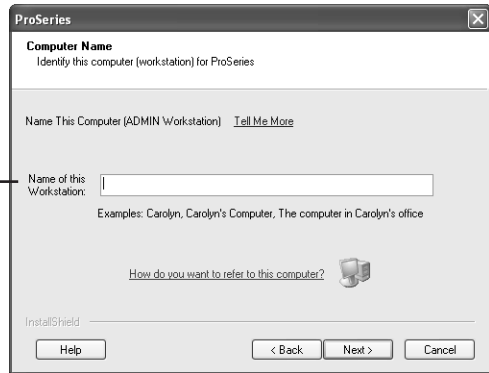 ProSeries
Computer Name
Identify this computer (workstation) for ProSeries
Name This Computer (ADMIN Workstation) Tell Me More
Name of this
Workstation:
Examples: Carolyn, Carolyn's Computer, The computer in Carolyn's office
How do you want to refer to this computer?
InstallShield
Help < Back Next > Cancel